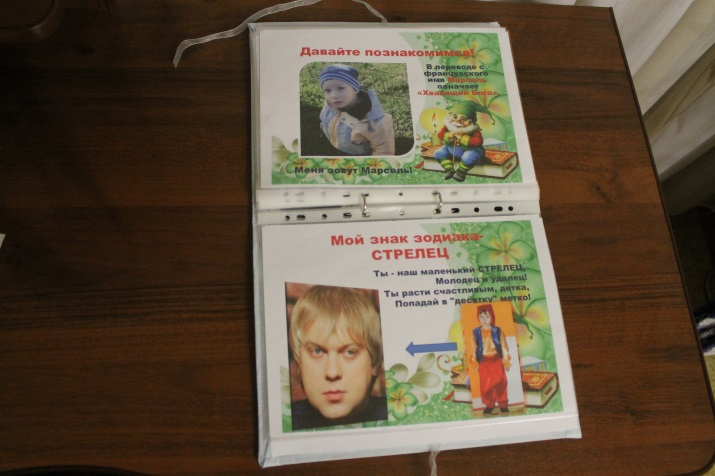 Давайте познакомимся!
В переводе с
французского
имя Марсель
означает
Меня зовут Марсель!
Мой знак зодиака-
СТРЕЛЕЦ
Ты - наш маленький СТРЕЛЕЦ,
Молодец и удалец!
Ты расти счастливым, детка,
Попадай в "десятку" метко!